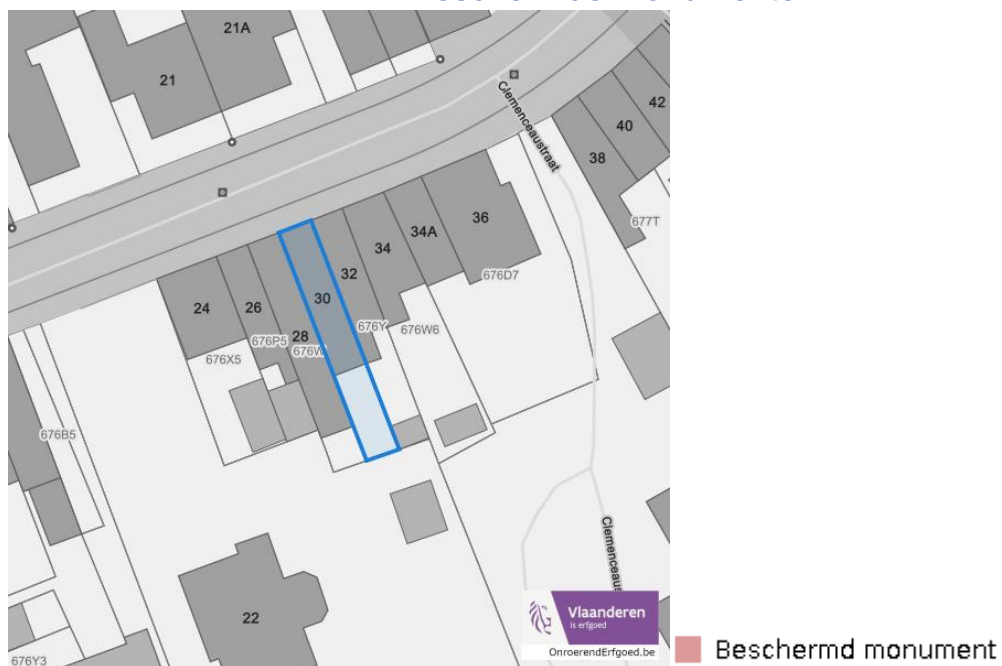 21A
21
42
40
38
Clemenceaustraat
677T
36
34A
34
32
676D7
30
24
26
28
676Y
676W6
676P5
676W
676X5
676B5
22
676Y3
Vlaanderen
is erfgoed
OnroerendErfgoed.be
Beschermd monument